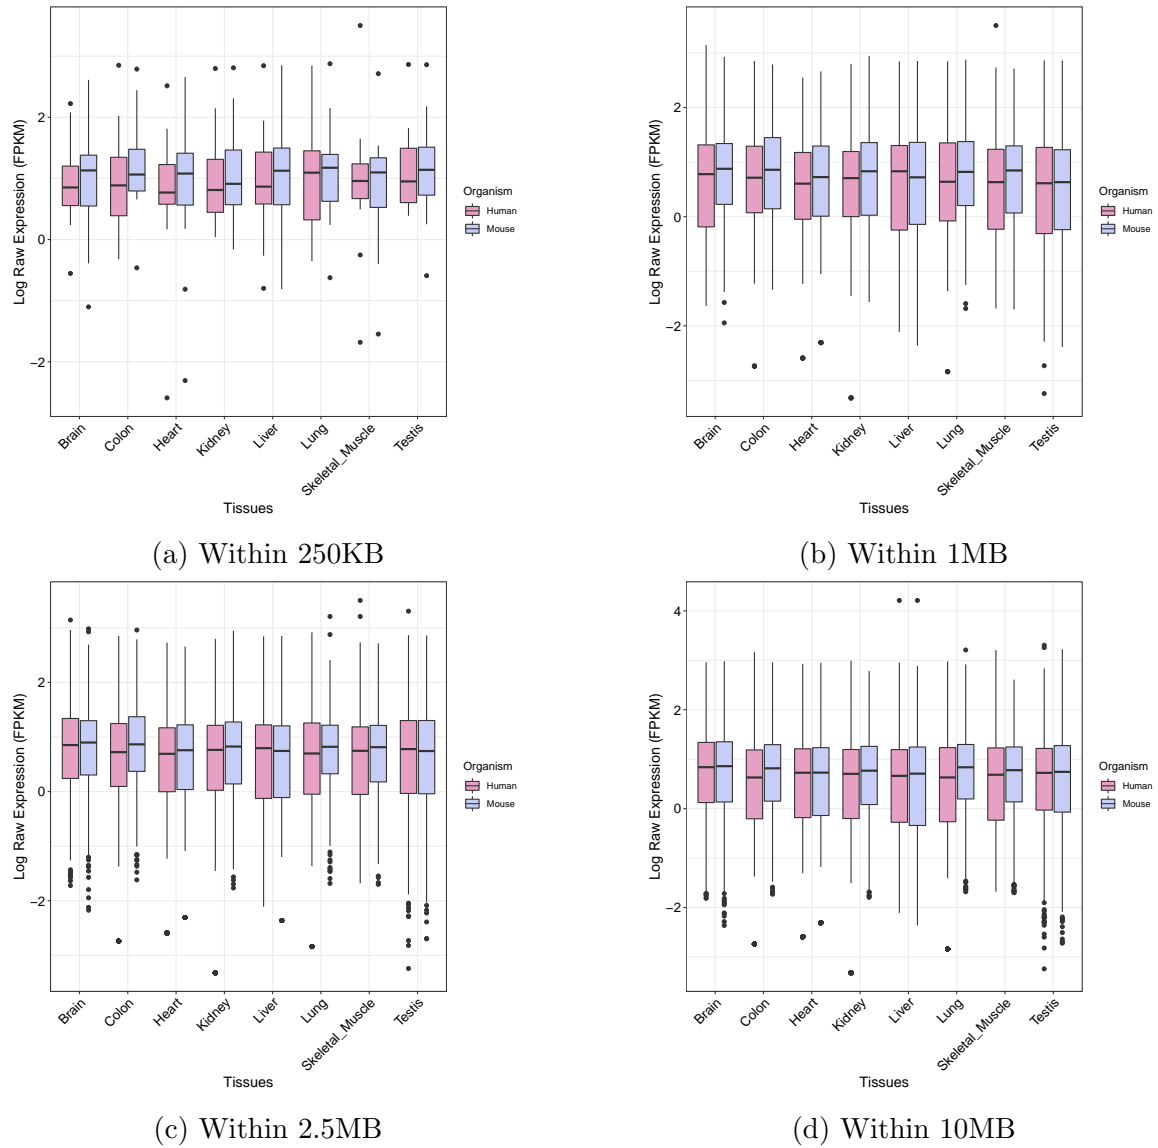 Log Raw Expression (FPKM)
2
0
−2
Brain
Colon
Heart
Kidney
Liver
Lung
Skeletal_Muscle
Testis
Tissues
Organism
Human
Mouse
(a) Within 250KB
Log Raw Expression (FPKM)
2
0
−2
Brain
Colon
Heart
Kidney
Liver
Lung
Skeletal_Muscle
Testis
Tissues
Organism
Human
Mouse
(b) Within 1MB
Log Raw Expression (FPKM)
2
0
−2
Brain
Colon
Heart
Kidney
Liver
Lung
Skeletal_Muscle
Testis
Tissues
Organism
Human
Mouse
(c) Within 2.5MB
Log Raw Expression (FPKM)
4
2
0
−2
Brain
Colon
Heart
Kidney
Liver
Lung
Skeletal_Muscle
Testis
Tissues
Organism
Human
Mouse
(d) Within 10MB